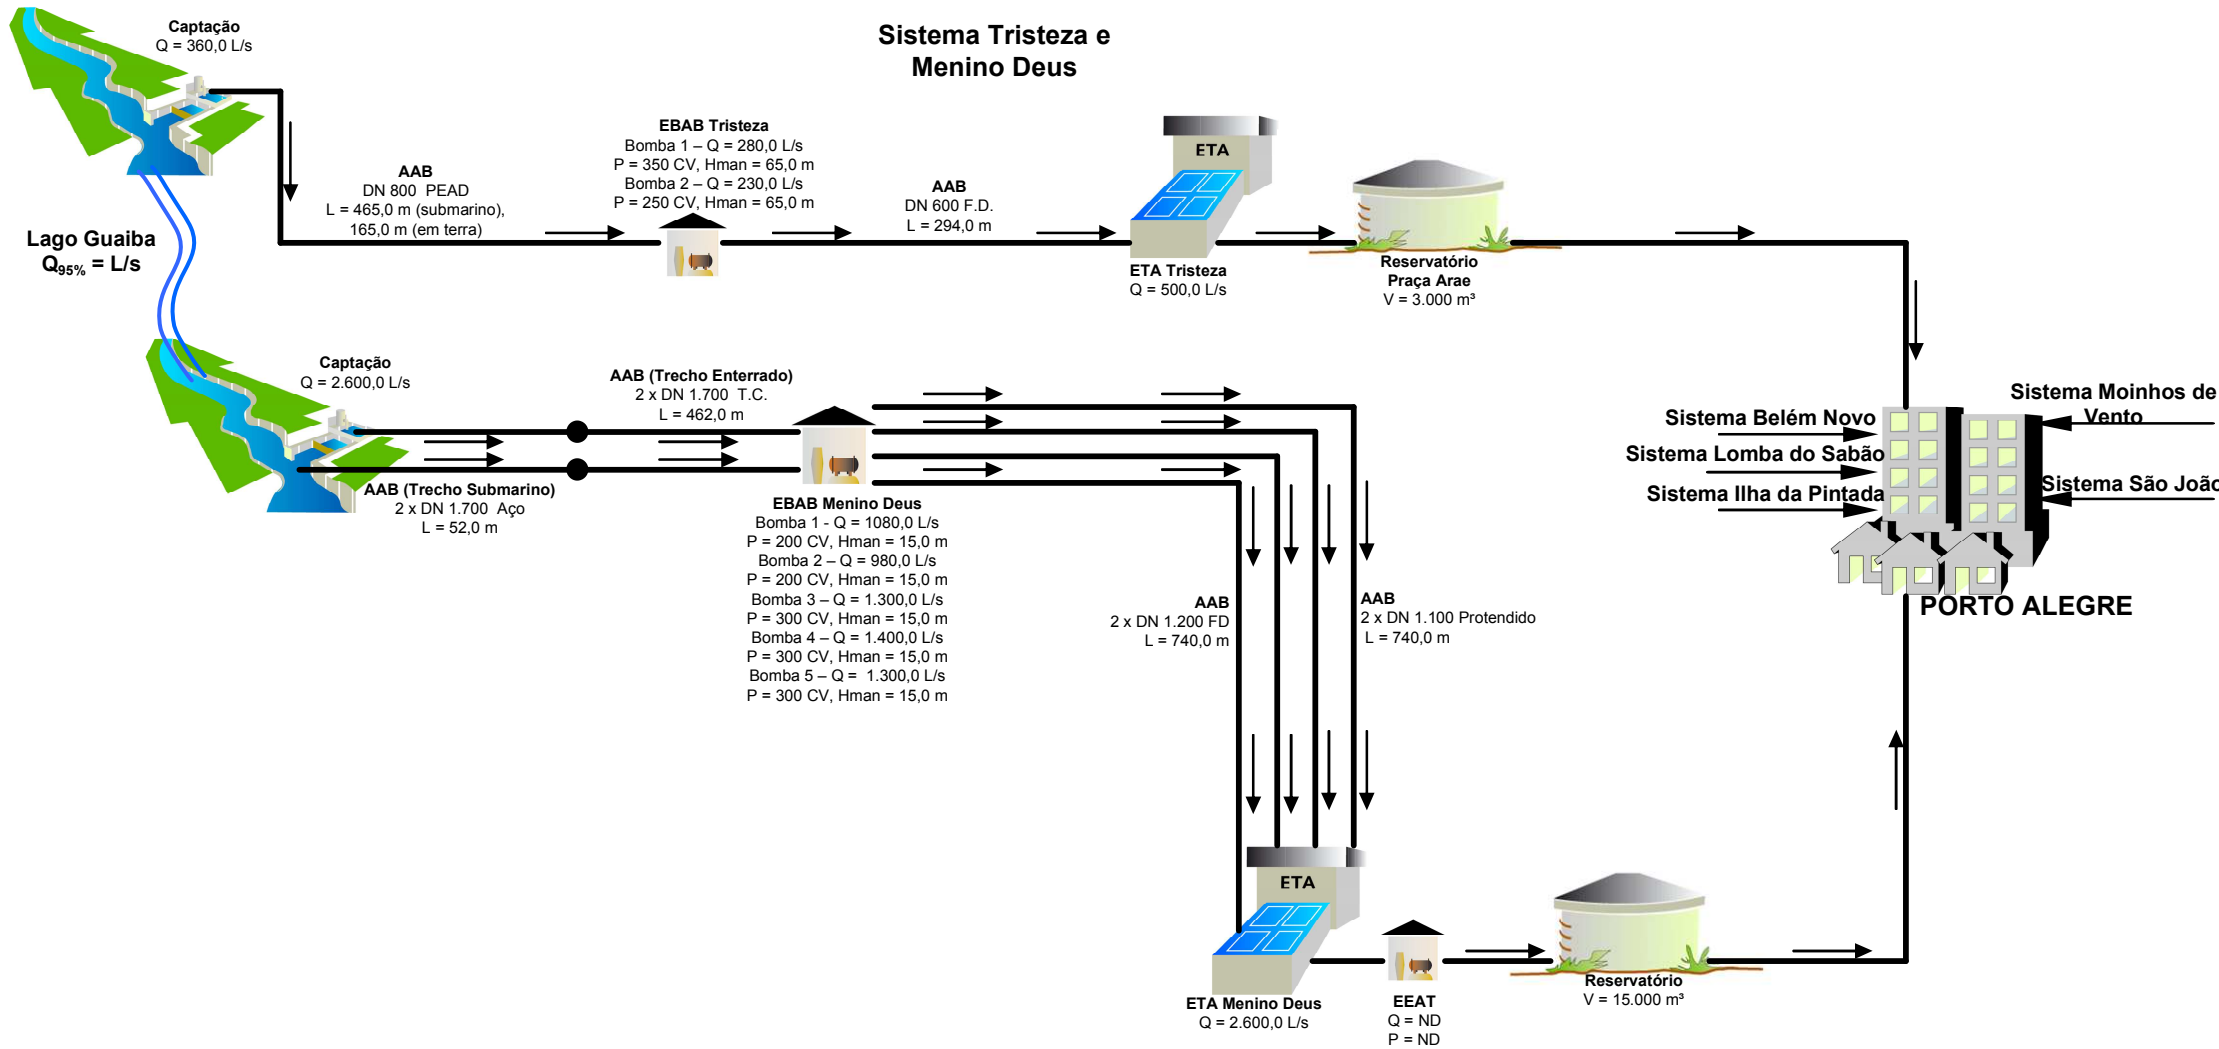 Sistema Tristeza e
Menino Deus
Captação
Q = 360,0 L/s
AAB
DN 800  PEAD
L = 465,0 m (submarino),
165,0 m (em terra)
EBAB Tristeza
Bomba 1 – Q = 280,0 L/s
P = 350 CV, Hman = 65,0 m
Bomba 2 – Q = 230,0 L/s
P = 250 CV, Hman = 65,0 m
AAB
DN 600 F.D.
L = 294,0 m
ETA
ETA Tristeza
Q = 500,0 L/s
Reservatório
Praça Arae
V = 3.000 m³
Lago Guaiba
Q95% = L/s
Captação
Q = 2.600,0 L/s
AAB (Trecho Enterrado)
2 x DN 1.700  T.C.
L = 462,0 m
AAB (Trecho Submarino)
2 x DN 1.700  Aço
L = 52,0 m
EBAB Menino Deus
Bomba 1 - Q = 1080,0 L/s
P = 200 CV, Hman = 15,0 m
Bomba 2 – Q = 980,0 L/s
P = 200 CV, Hman = 15,0 m
Bomba 3 – Q = 1.300,0 L/s
P = 300 CV, Hman = 15,0 m
Bomba 4 – Q = 1.400,0 L/s
P = 300 CV, Hman = 15,0 m
Bomba 5 – Q =  1.300,0 L/s
P = 300 CV, Hman = 15,0 m
AAB
2 x DN 1.200 FD
L = 740,0 m
AAB
2 x DN 1.100 Protendido
L = 740,0 m
Sistema Belém Novo
Sistema Lomba do Sabão
Sistema Ilha da Pintada
Sistema Moinhos de
Vento
Sistema São João
PORTO ALEGRE
ETA
ETA Menino Deus
Q = 2.600,0 L/s
EEAT
Q = ND
P = ND
Reservatório
V = 15.000 m³